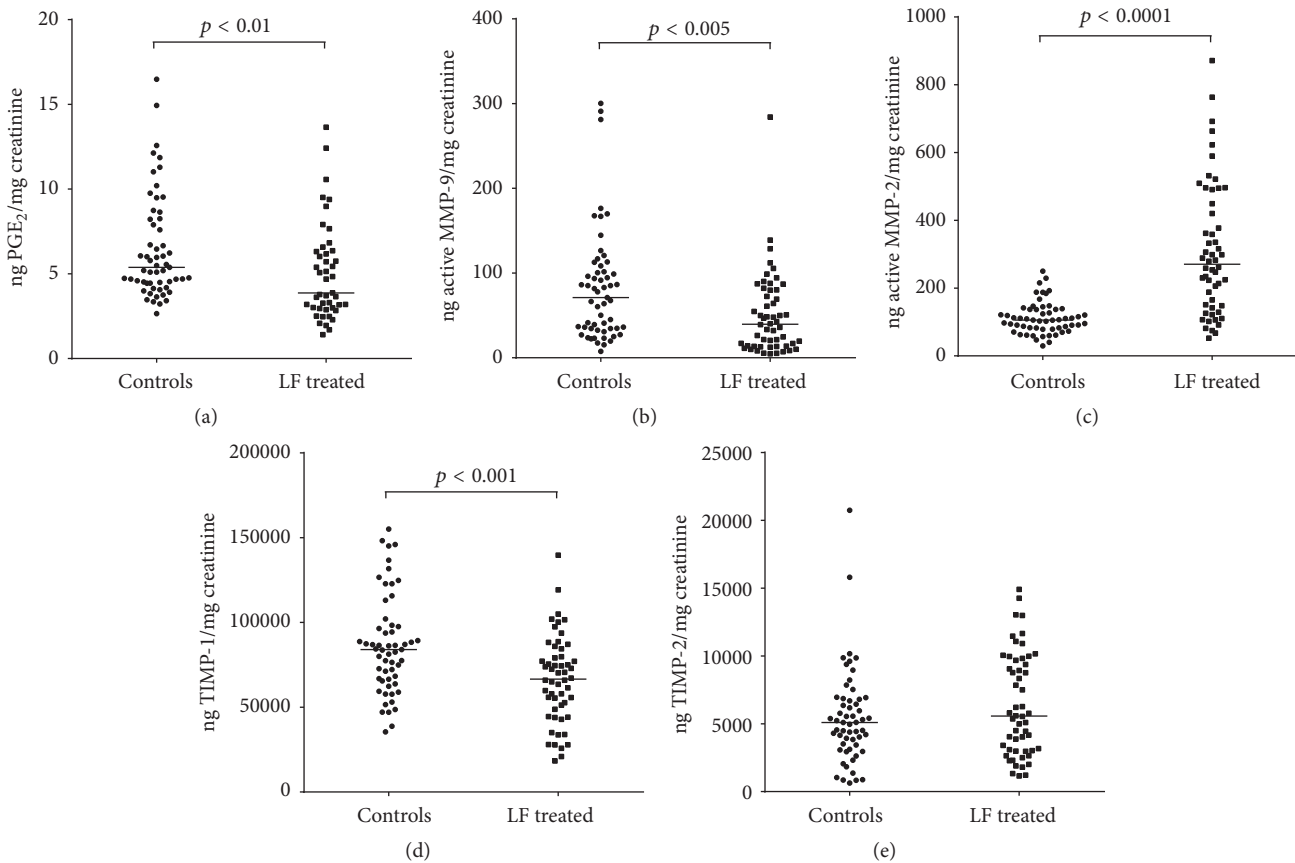 p < 0.01
ng PGE₂/mg creatinine
20
15
10
5
0
Controls LF treated
(a)
p < 0.005
ng active MMP-9/mg creatinine
400
300
200
100
0
Controls LF treated
(b)
p < 0.0001
ng active MMP-2/mg creatinine
1000
800
600
400
200
0
Controls LF treated
(c)
p < 0.001
ng TIMP-1/mg creatinine
200000
150000
100000
50000
0
Controls LF treated
(d)
ng TIMP-2/mg creatinine
25000
20000
15000
10000
5000
0
Controls LF treated
(e)